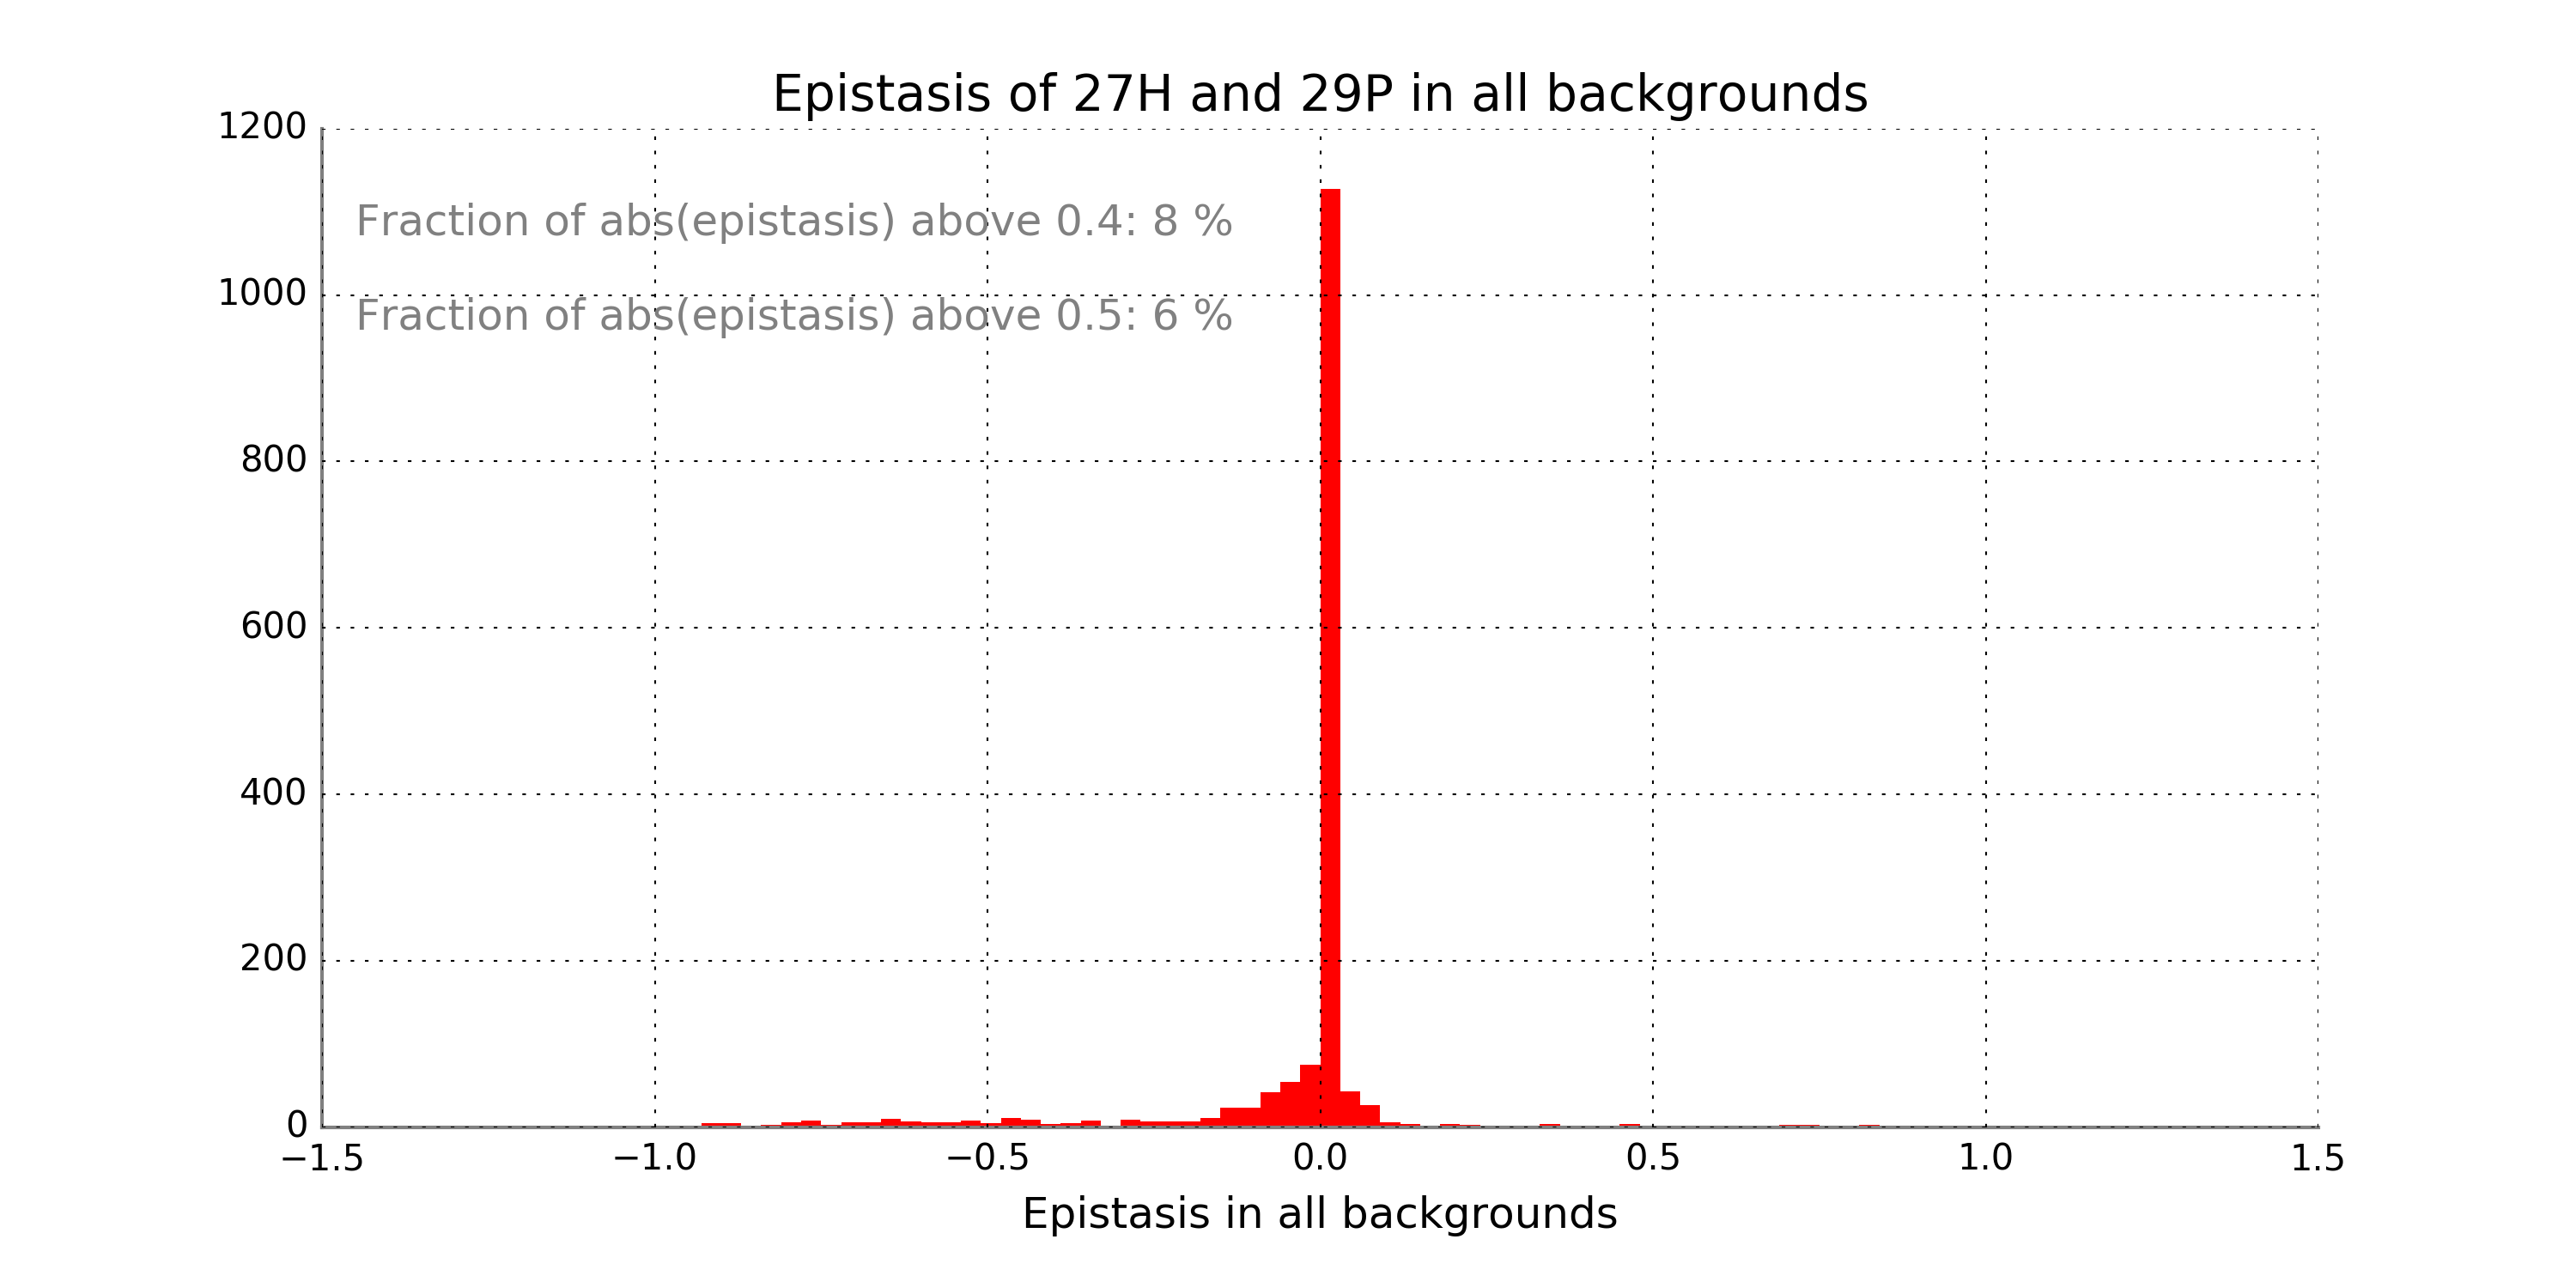 Epistasis of 27H and 29P in all backgrounds
1200
Fraction of abs(epistasis) above 0.4: 8 %
1000
Fraction of abs(epistasis) above 0.5: 6 %
800
600
400
200
0
−1.5 −1.0 −0.5 0.0 0.5 1.0 1.5
Epistasis in all backgrounds